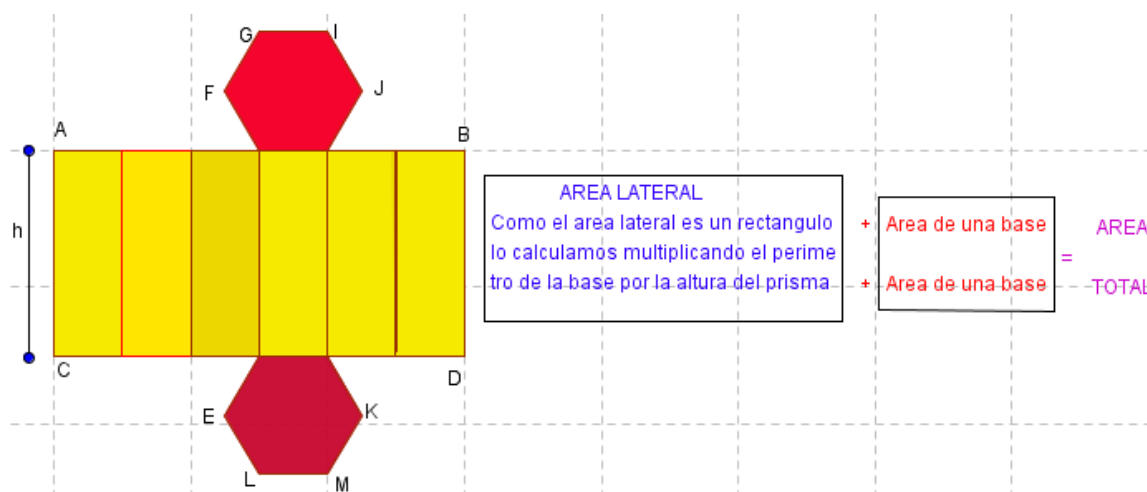 G
I
F
J
A
B
h
AREA LATERAL
Como el area lateral es un rectangulo
lo calculamos multiplicando el perime
tro de la base por la altura del prisma
+ Area de una base
+ Area de una base
=
AREA
TOTAL
C
D
E
K
L
M